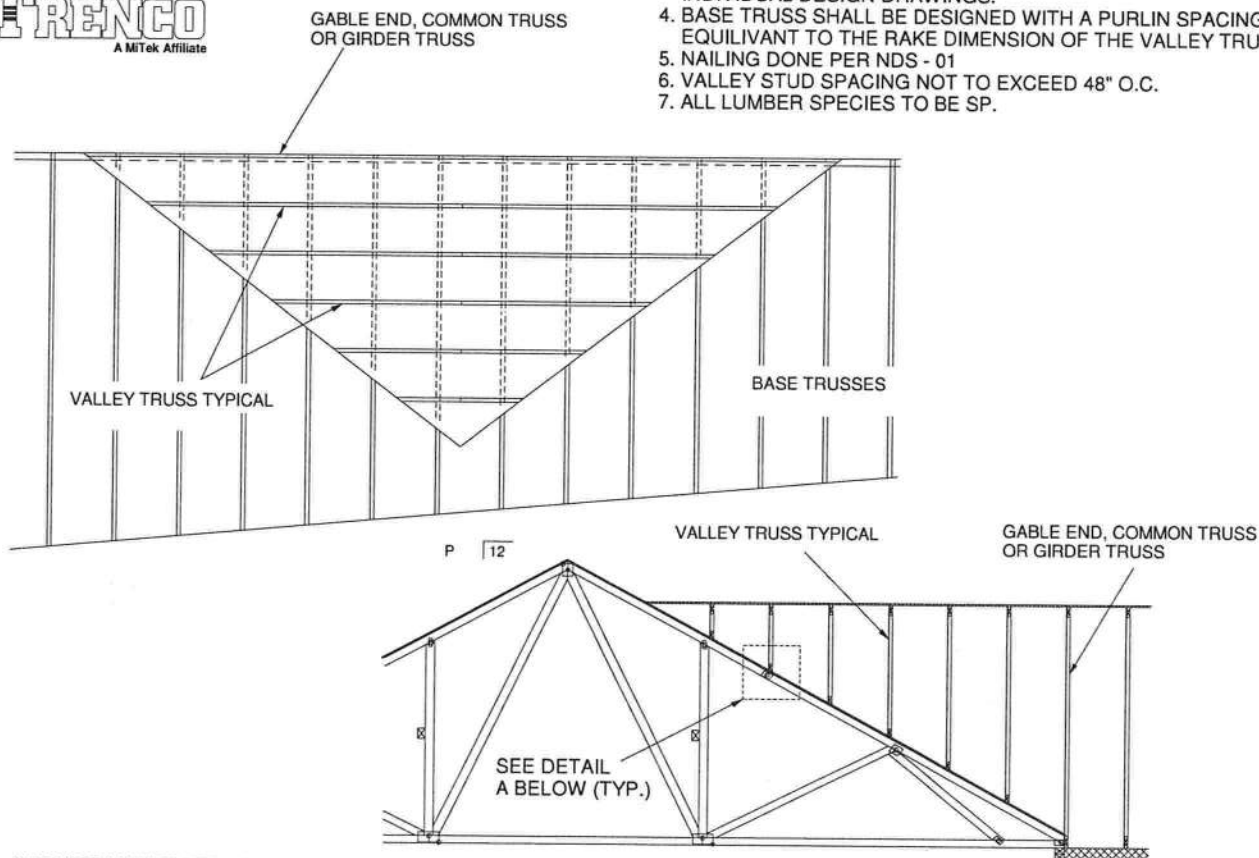 TRENCO
A MiTek Affiliate
GABLE END, COMMON TRUSS
OR GIRDER TRUSS
4. BASE TRUSS SHALL BE DESIGNED WITH A PURLIN SPACING
EQUILIVANT TO THE RAKE DIMENSION OF THE VALLEY
5. NAILING DONE PER NDS - 01
6. VALLEY STUD SPACING NOT TO EXCEED 48" O.C.
7. ALL LUMBER SPECIES TO BE SP.
VALLEY TRUSS TYPICAL
BASE TRUSSES
P 12
VALLEY TRUSS TYPICAL
GABLE END, COMMON TRUSS
OR GIRDER TRUSS
SEE DETAIL
A BELOW (TYP.)